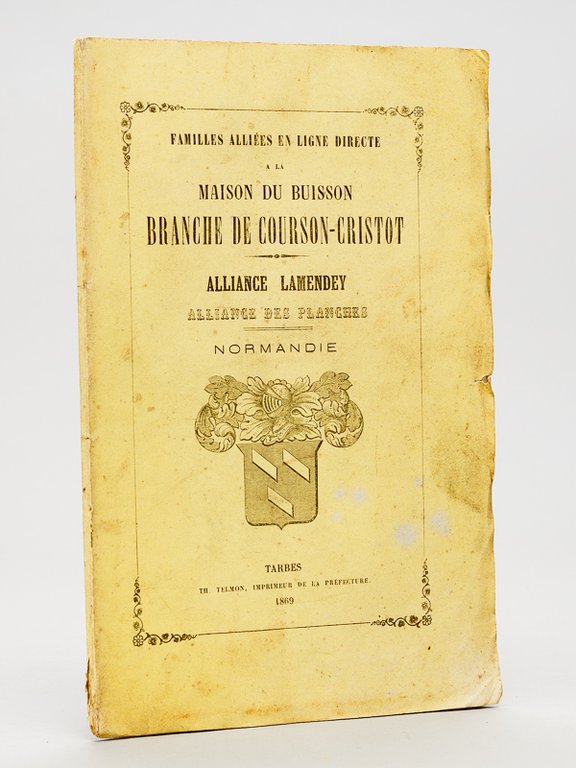 FAMILLES ALLIÉES EN LIGNE DIRECTE
A LA
MAISON DU BUISSON
BRANCHE DE COURSON-CRISTOT
ALLIANCE LAMENDEY
ALLIANCE DES PLANCHES
NORMANDIE
TARBES
TH. TELMON, IMPRIMEUR DE LA PRÉFECTURE
1869